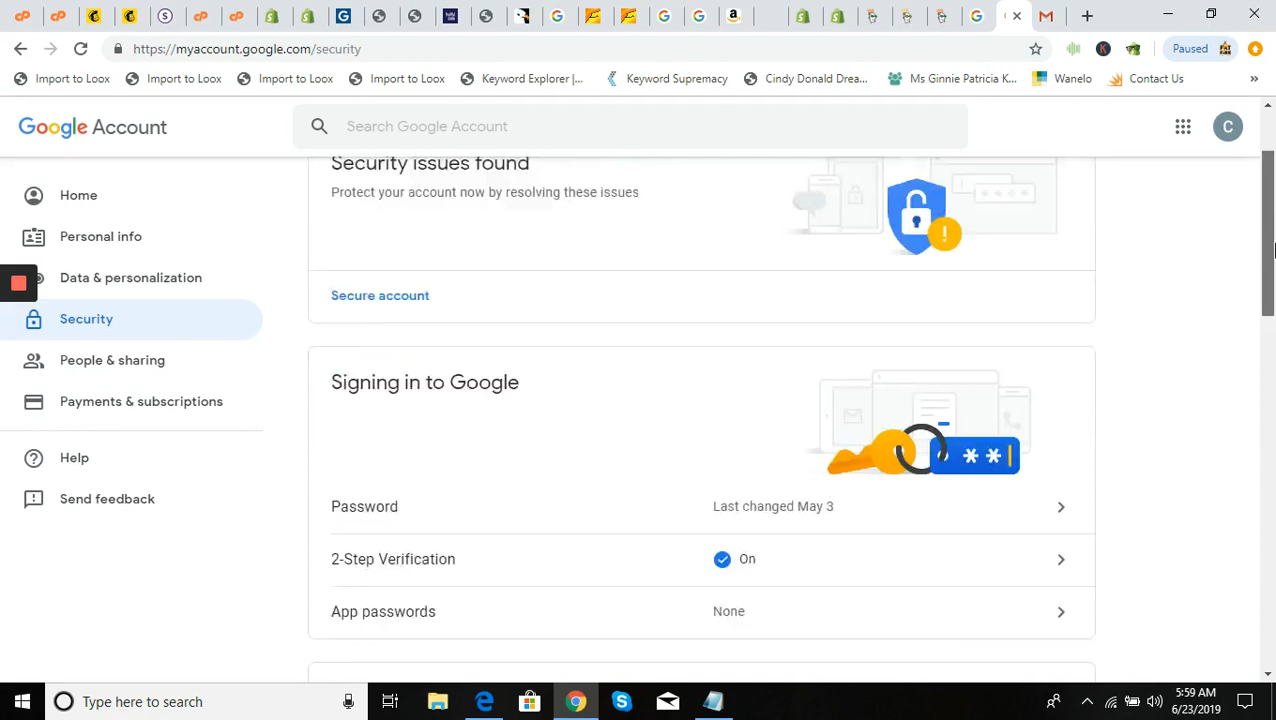 https://myaccount.google.com/security
Paused
Import to Loox
Import to Loox
Import to Loox
Import to Loox
Keyword Explorer |...
Keyword Supremacy
Cindy Donald Drea...
Ms Ginnie Patricia K...
Wanelo
Contact Us
»
Google Account
Search Google Account
C
Home
Personal info
Data & personalization
Security
People & sharing
Payments & subscriptions
Help
Send feedback
Security issues found
Protect your account now by resolving these issues
Secure account
Signing in to Google
**
Password
Last changed May 3
2-Step Verification
On
App passwords
None
Type here to search
5:59 AM
6/23/2019